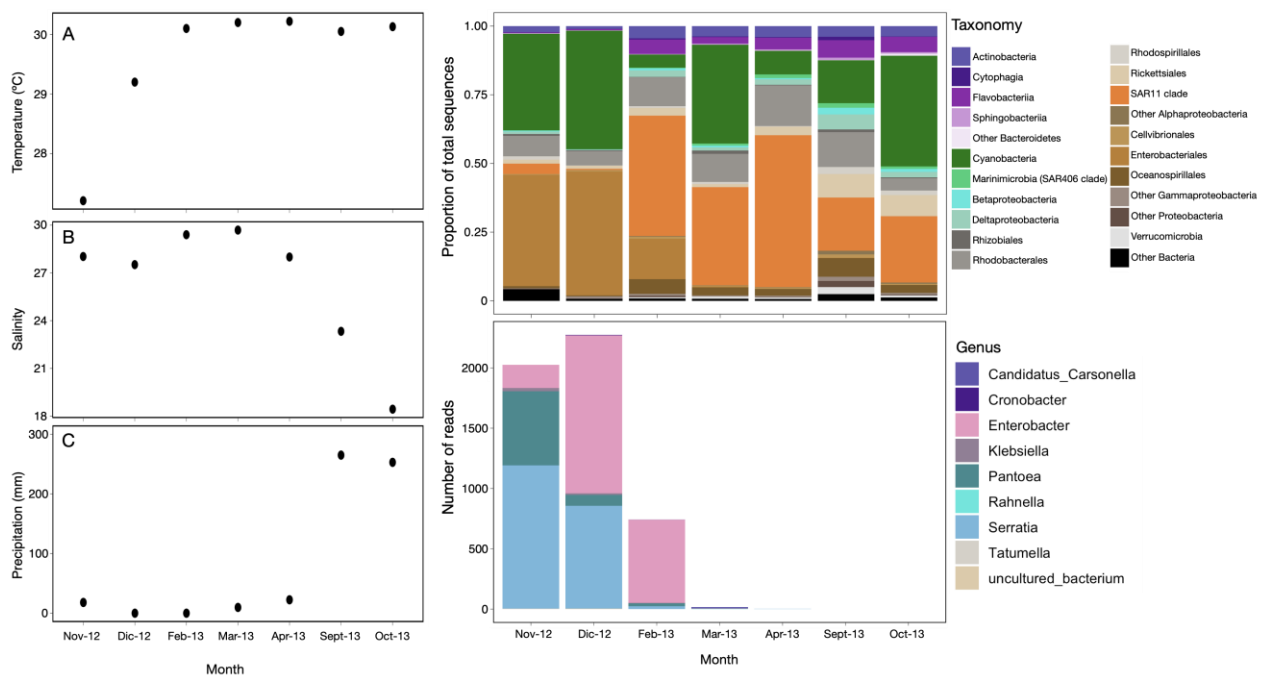 A
Temperature (°C)
30
29
28
B
Salinity
30
27
24
21
18
C
Precipitation (mm)
300
200
100
0
Nov-12 Dic-12 Feb-13 Mar-13 Apr-13 Sept-13 Oct-13
Month
Proportion of total sequences
1.00
0.75
0.50
0.25
0
Taxonomy
Actinobacteria
Cytophagia
Flavobacteriia
Sphingobacteriia
Other Bacteroidetes
Cyanobacteria
Marinimicrobia (SAR406 clade)
Betaproteobacteria
Deltaproteobacteria
Rhizobiales
Rhodobacterales
Rhodospirillales
Rickettsiales
SAR11 clade
Other Alphaproteobacteria
Cellvibrionales
Enterobacteriales
Oceanospirillales
Other Gammaproteobacteria
Other Proteobacteria
Verrucomicrobia
Other Bacteria
Number of reads
2000
1500
1000
500
0
Nov-12 Dic-12 Feb-13 Mar-13 Apr-13 Sept-13 Oct-13
Month
Genus
Candidatus_Carsonella
Cronobacter
Enterobacter
Klebsiella
Pantoea
Rahnella
Serratia
Tatumella
uncultured_bacterium